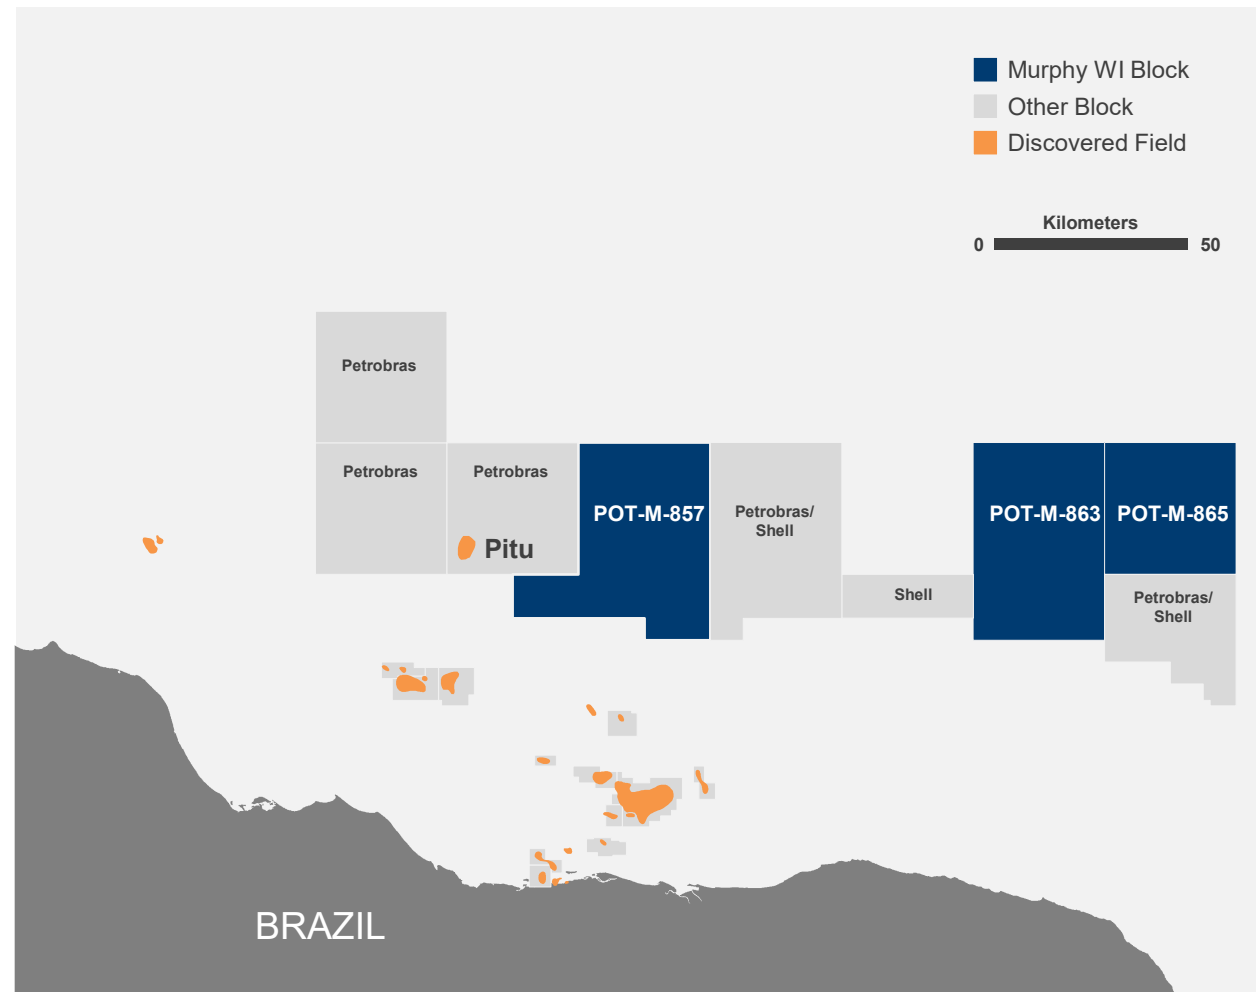 Murphy WI Block
Other Block
Discovered Field
Kilometers
0 50
Petrobras
Petrobras
Petrobras
POT-M-857
Petrobras/
Shell
POT-M-863
POT-M-865
Pitu
Shell
Petrobras/
Shell
BRAZIL